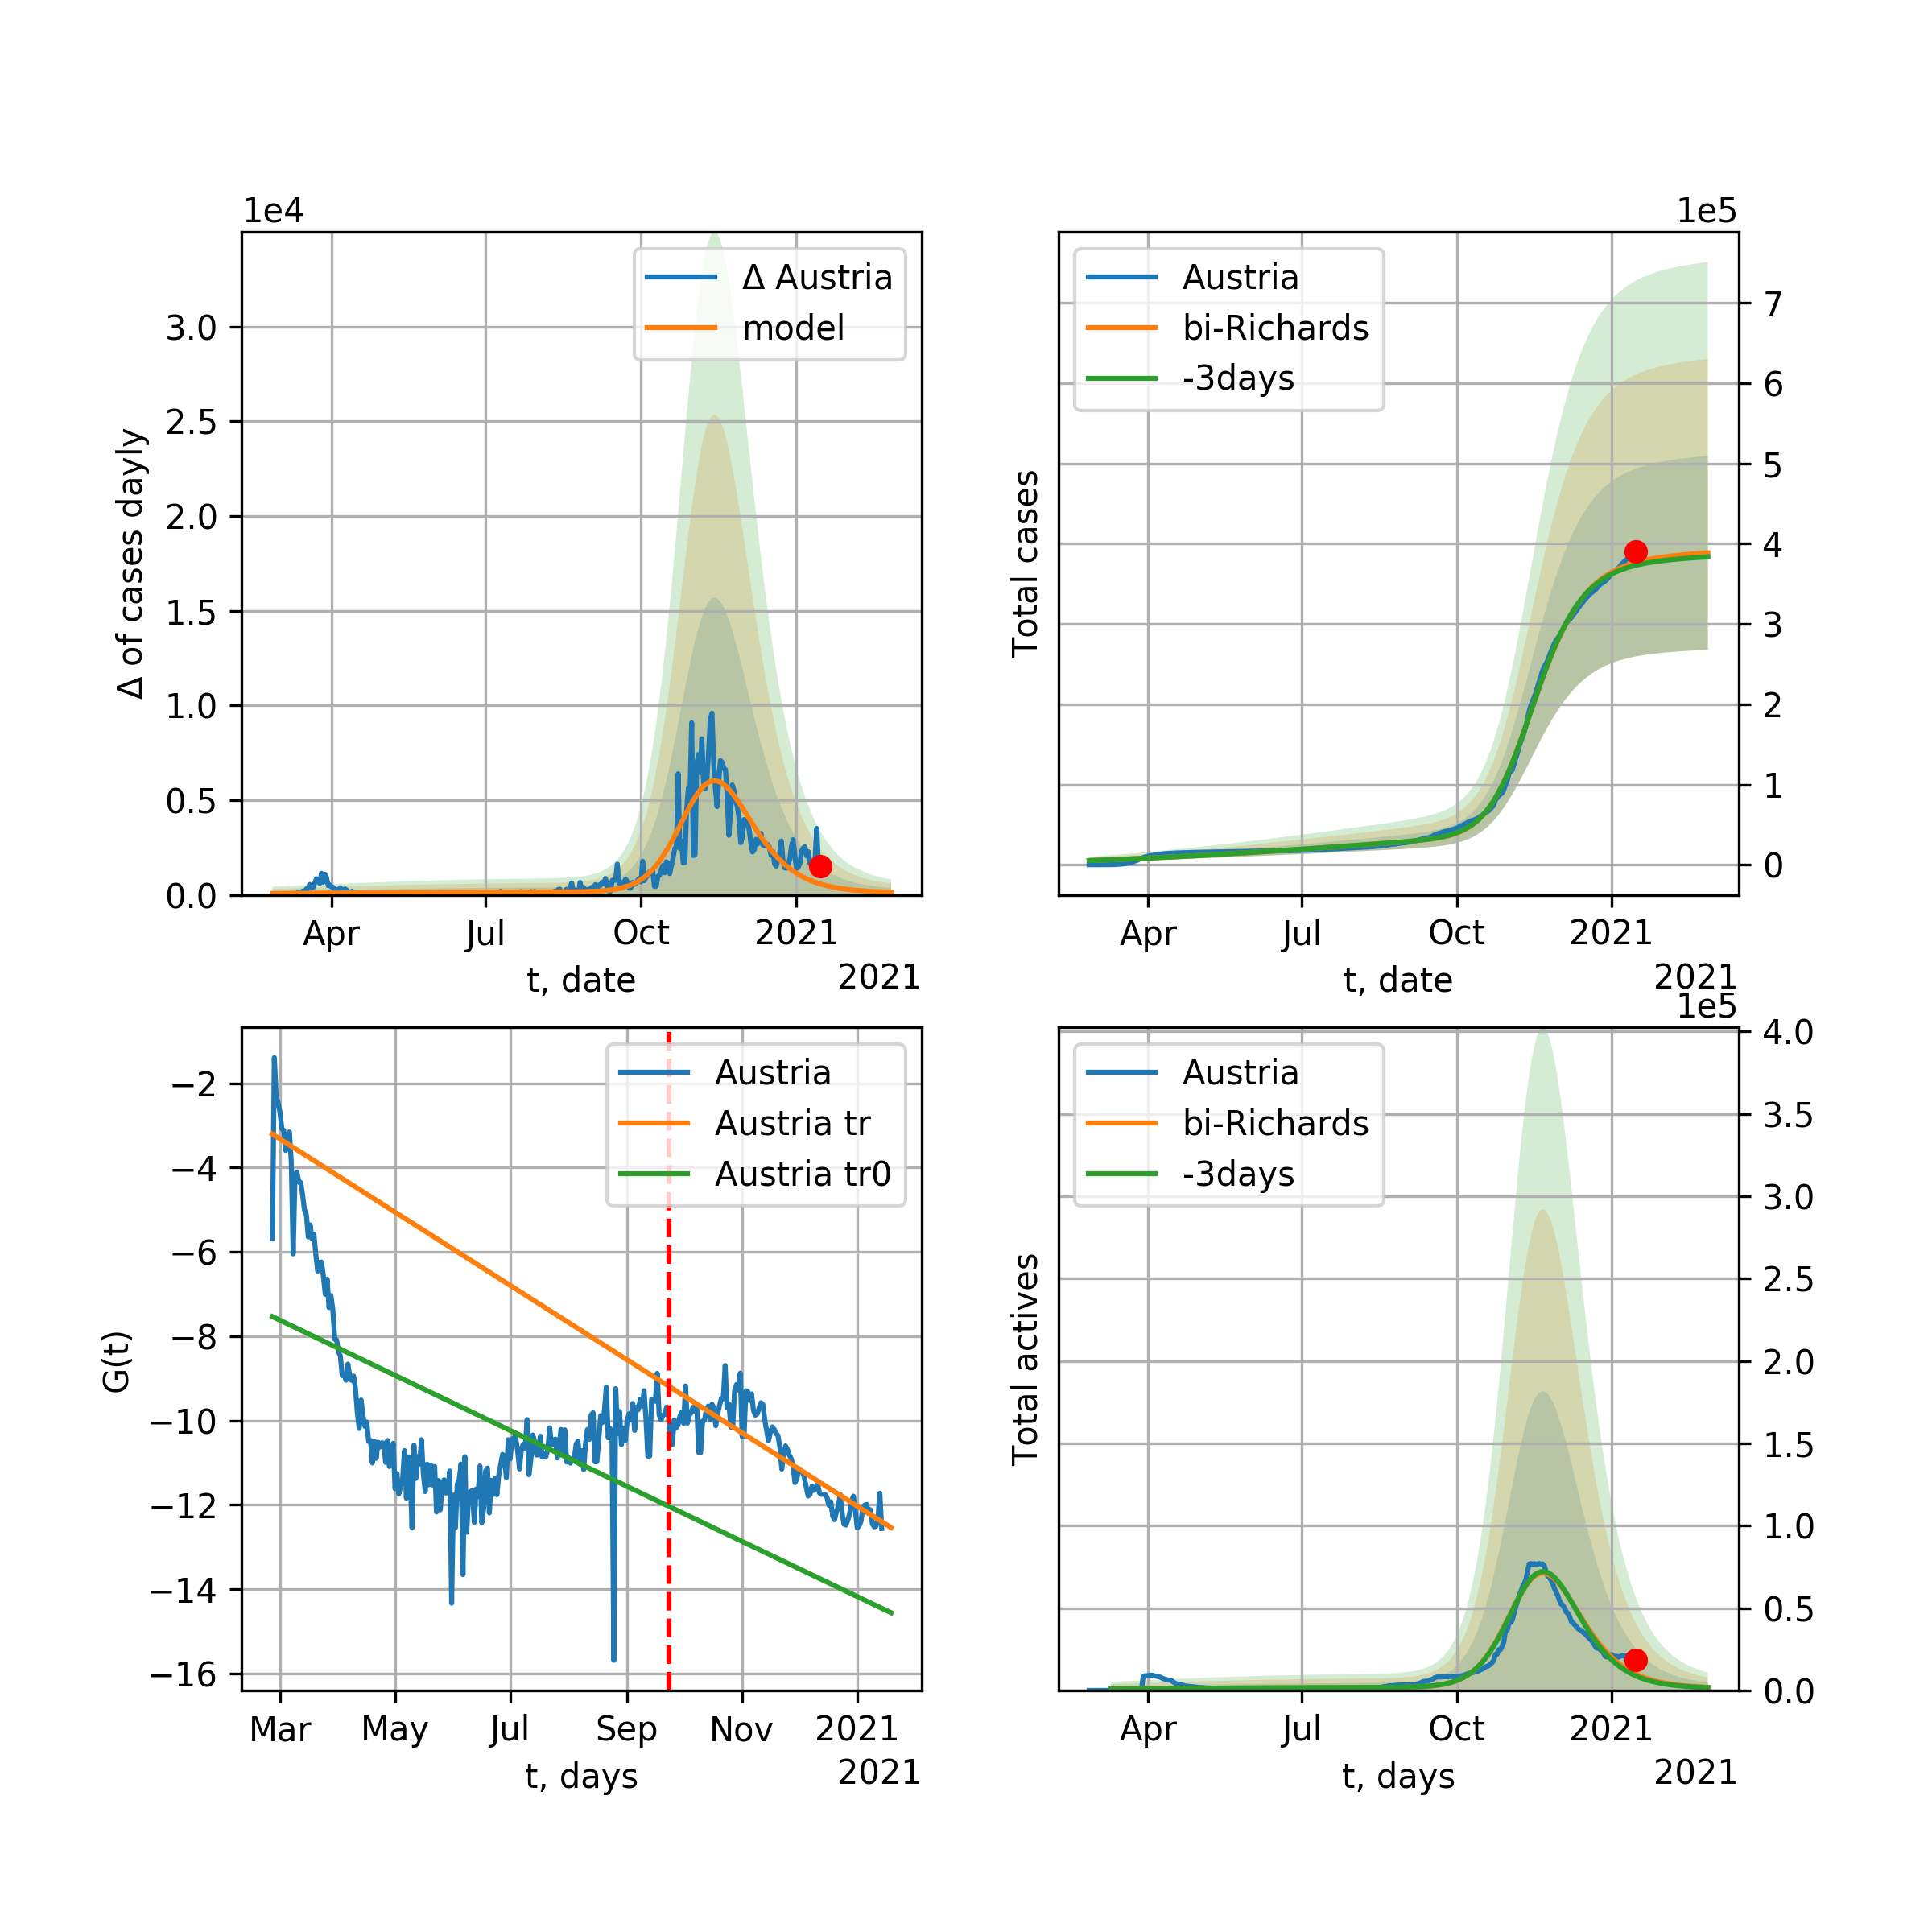 1e4
Δ of cases dayly
3.0
2.5
2.0
1.5
1.0
0.5
0.0
Δ Austria
model
Apr Jul Oct 2021
t, date 2021
1e5
Total cases
Austria
bi-Richards
-3days
7
6
5
4
3
2
1
0
Apr Jul Oct 2021
t, date 2021
G(t)
−2
−4
−6
−8
−10
−12
−14
−16
Austria
Austria tr
Austria tr0
Mar May Jul Sep Nov 2021
t, days 2021
1e5
Total actives
Austria
bi-Richards
-3days
4.0
3.5
3.0
2.5
2.0
1.5
1.0
0.5
0.0
Apr Jul Oct 2021
t, days 2021